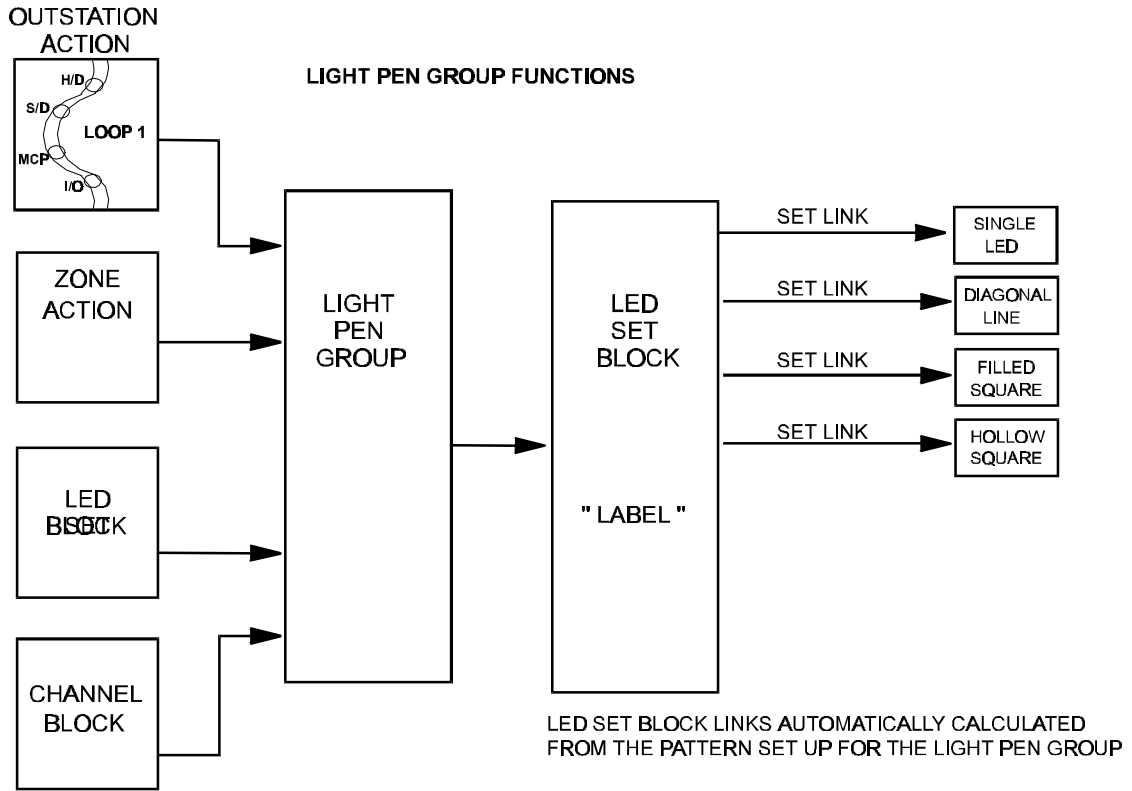 OUTSTATION
ACTION
LIGHT PEN GROUP FUNCTIONS
H/D
S/D
LOOP 1
MCP
I/O
ZONE
ACTION
LED
BLOCK
CHANNEL
BLOCK
LIGHT
PEN
GROUP
LED
SET
BLOCK
" LABEL "
SET LINK
SINGLE
LED
SET LINK
DIAGONAL
LINE
SET LINK
FILLED
SQUARE
SET LINK
HOLLOW
SQUARE
LED SET BLOCK LINKS AUTOMATICALLY CALCULATED
FROM THE PATTERN SET UP FOR THE LIGHT PEN GROUP